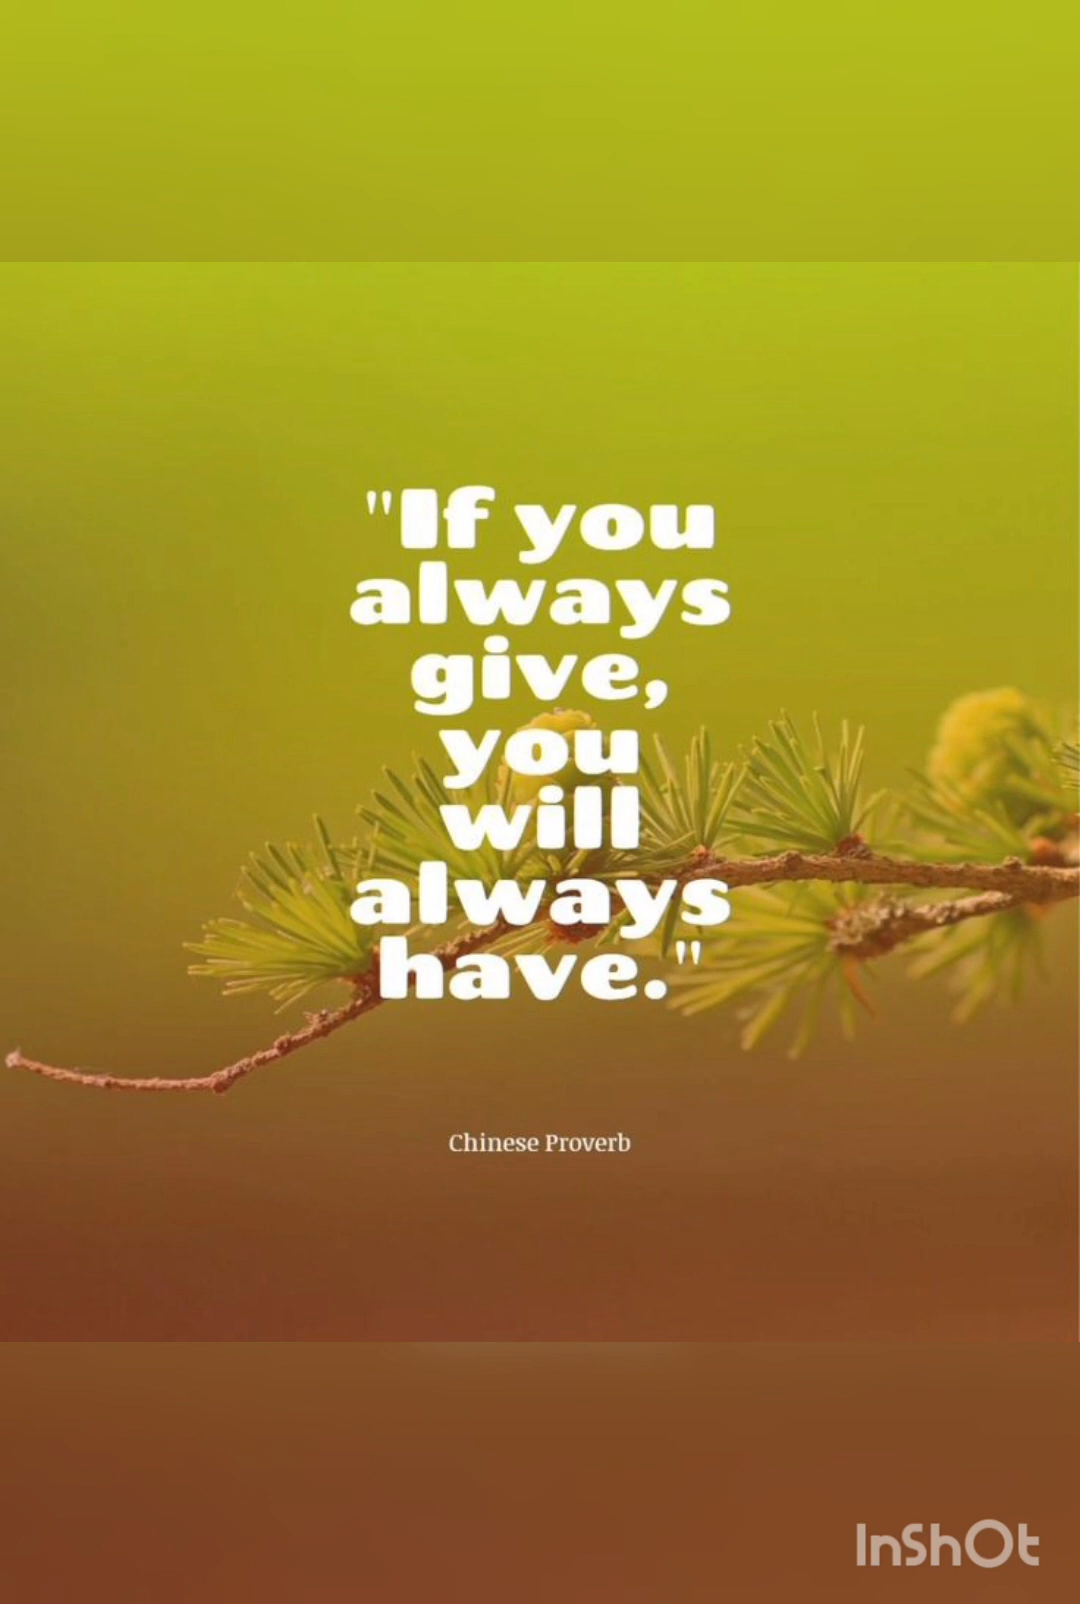 "If you
always
give,
you
will
always
have."
Chinese Proverb
InShOt